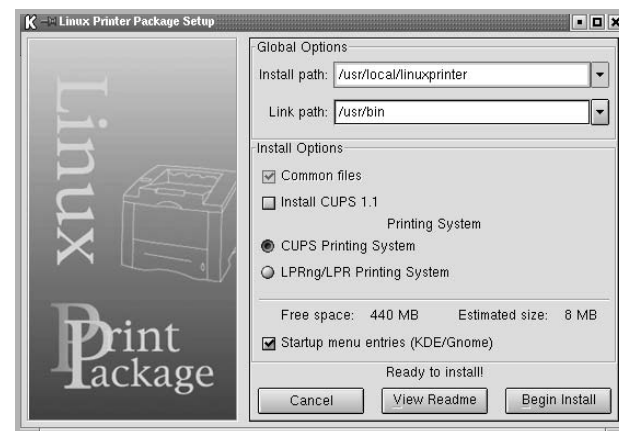 Linux Printer Package Setup
Linux
Print
Package
Global Options
Install path: /usr/local/linuxprinter
Link path: /usr/bin
Install Options
Common files
Install CUPS 1.1
Printing System
CUPS Printing System
LPRng/LPR Printing System
Free space: 440 MB Estimated size: 8 MB
Startup menu entries (KDE/Gnome)
Ready to install!
Cancel View Readme Begin Install